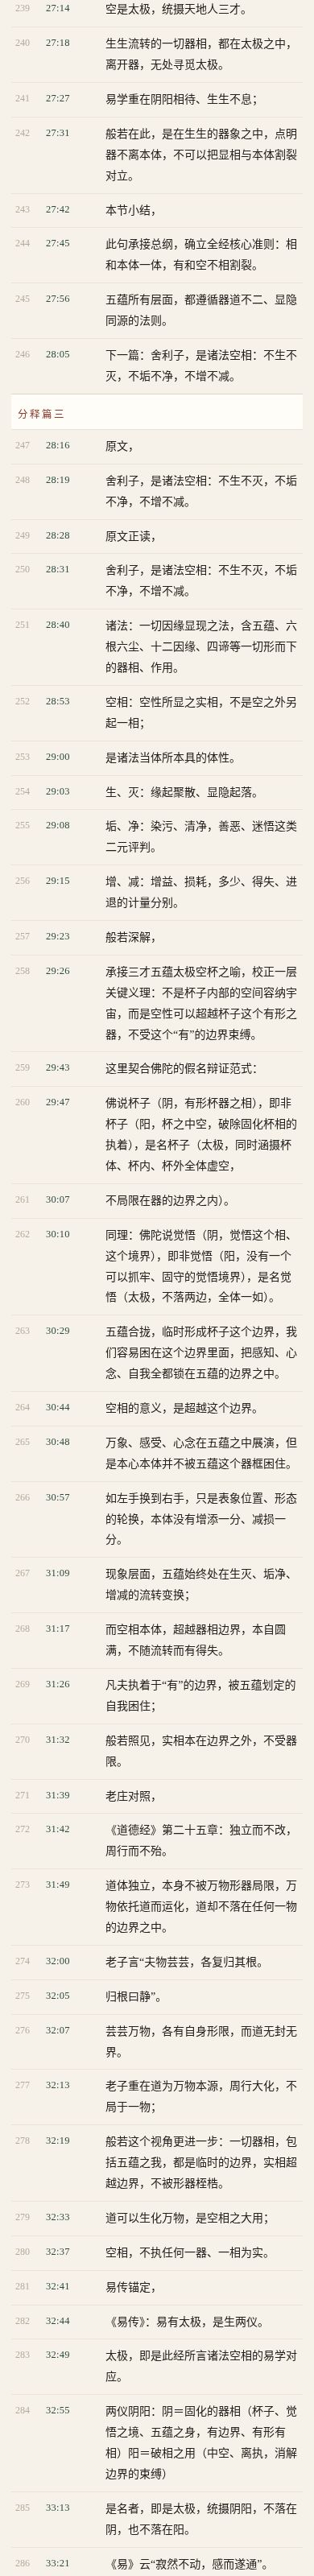 239 27:14 空是太极，统摄天地人三才。
240 27:18 生生流转的一切器相，都在太极之中，
离开器，无处寻觅太极。
241 27:27 易学重在阴阳相待、生生不息；
242 27:31 般若在此，是在生生的器象之中，点明
器不离本体，不可以把显相与本体割裂
对立。
243 27:42 本节小结，
244 27:45 此句承接总纲，确立全经核心准则：相
和本体一体，有和空不相割裂。
245 27:56 五蕴所有层面，都遵循器道不二、显隐
同源的法则。
246 28:05 下一篇：舍利子，是诸法空相：不生不
灭，不垢不净，不增不减。
分释篇三
247 28:16 原文，
248 28:19 舍利子，是诸法空相：不生不灭，不垢
不净，不增不减。
249 28:28 原文正读，
250 28:31 舍利子，是诸法空相：不生不灭，不垢
不净，不增不减。
251 28:40 诸法：一切因缘显现之法，含五蕴、六
根六尘、十二因缘、四谛等一切形而下
的器相、作用。
252 28:53 空相：空性所显之实相，不是空之外另
起一相；
253 29:00 是诸法当体所本具的体性。
254 29:03 生、灭：缘起聚散、显隐起落。
255 29:08 垢、净：染污、清净，善恶、迷悟这类
二元评判。
256 29:15 增、减：增益、损耗，多少、得失、进
退的计量分别。
257 29:23 般若深解，
258 29:26 承接三才五蕴太极空杯之喻，校正一层
关键义理：不是杯子内部的空间容纳宇
宙，而是空性可以超越杯子这个有形之
器，不受这个“有”的边界束缚。
259 29:43 这里契合佛陀的假名辩证范式：
260 29:47 佛说杯子（阴，有形杯器之相），即非
杯子（阳，杯之中空，破除固化杯相的
执着），是名杯子（太极，同时涵摄杯
体、杯内、杯外全体虚空，
261 30:07 不局限在器的边界之内）。
262 30:10 同理：佛陀说觉悟（阴，觉悟这个相、
这个境界），即非觉悟（阳，没有一个
可以抓牢、固守的觉悟境界），是名觉
悟（太极，不落两边，全体一如）。
263 30:29 五蕴合拢，临时形成杯子这个边界，我
们容易困在这个边界里面，把感知、心
念、自我全都锁在五蕴的边界之中。
264 30:44 空相的意义，是超越这个边界。
265 30:48 万象、感受、心念在五蕴之中展演，但
是本心本体并不被五蕴这个器框困住。
266 30:57 如左手换到右手，只是表象位置、形态
的轮换，本体没有增添一分、减损一
分。
267 31:09 现象层面，五蕴始终处在生灭、垢净、
增减的流转变换；
268 31:17 而空相本体，超越器相边界，本自圆
满，不随流转而有得失。
269 31:26 凡夫执着于“有”的边界，被五蕴划定的
自我困住；
270 31:32 般若照见，实相本在边界之外，不受器
限。
271 31:39 老庄对照，
272 31:42 《道德经》第二十五章：独立而不改，
周行而不殆。
273 31:49 道体独立，本身不被万物形器局限，万
物依托道而运化，道却不落在任何一物
的边界之中。
274 32:00 老子言“夫物芸芸，各复归其根。
275 32:05 归根曰静”。
276 32:07 芸芸万物，各有自身形限，而道无封无
界。
277 32:13 老子重在道为万物本源，周行大化，不
局于一物；
278 32:19 般若这个视角更进一步：一切器相，包
括五蕴之我，都是临时的边界，实相超
越边界，不被形器桎梏。
279 32:33 道可以生化万物，是空相之大用；
280 32:37 空相，不执任何一器、一相为实。
281 32:41 易传锚定，
282 32:44 《易传》：易有太极，是生两仪。
283 32:49 太极，即是此经所言诸法空相的易学对
应。
284 32:55 两仪阴阳：阴＝固化的器相（杯子、觉
悟之境、五蕴之身，有边界、有形有
相）阳＝破相之用（中空、离执，消解
边界的束缚）
285 33:13 是名者，即是太极，统摄阴阳，不落在
阴，也不落在阳。
286 33:21 《易》云“寂然不动，感而遂通”。